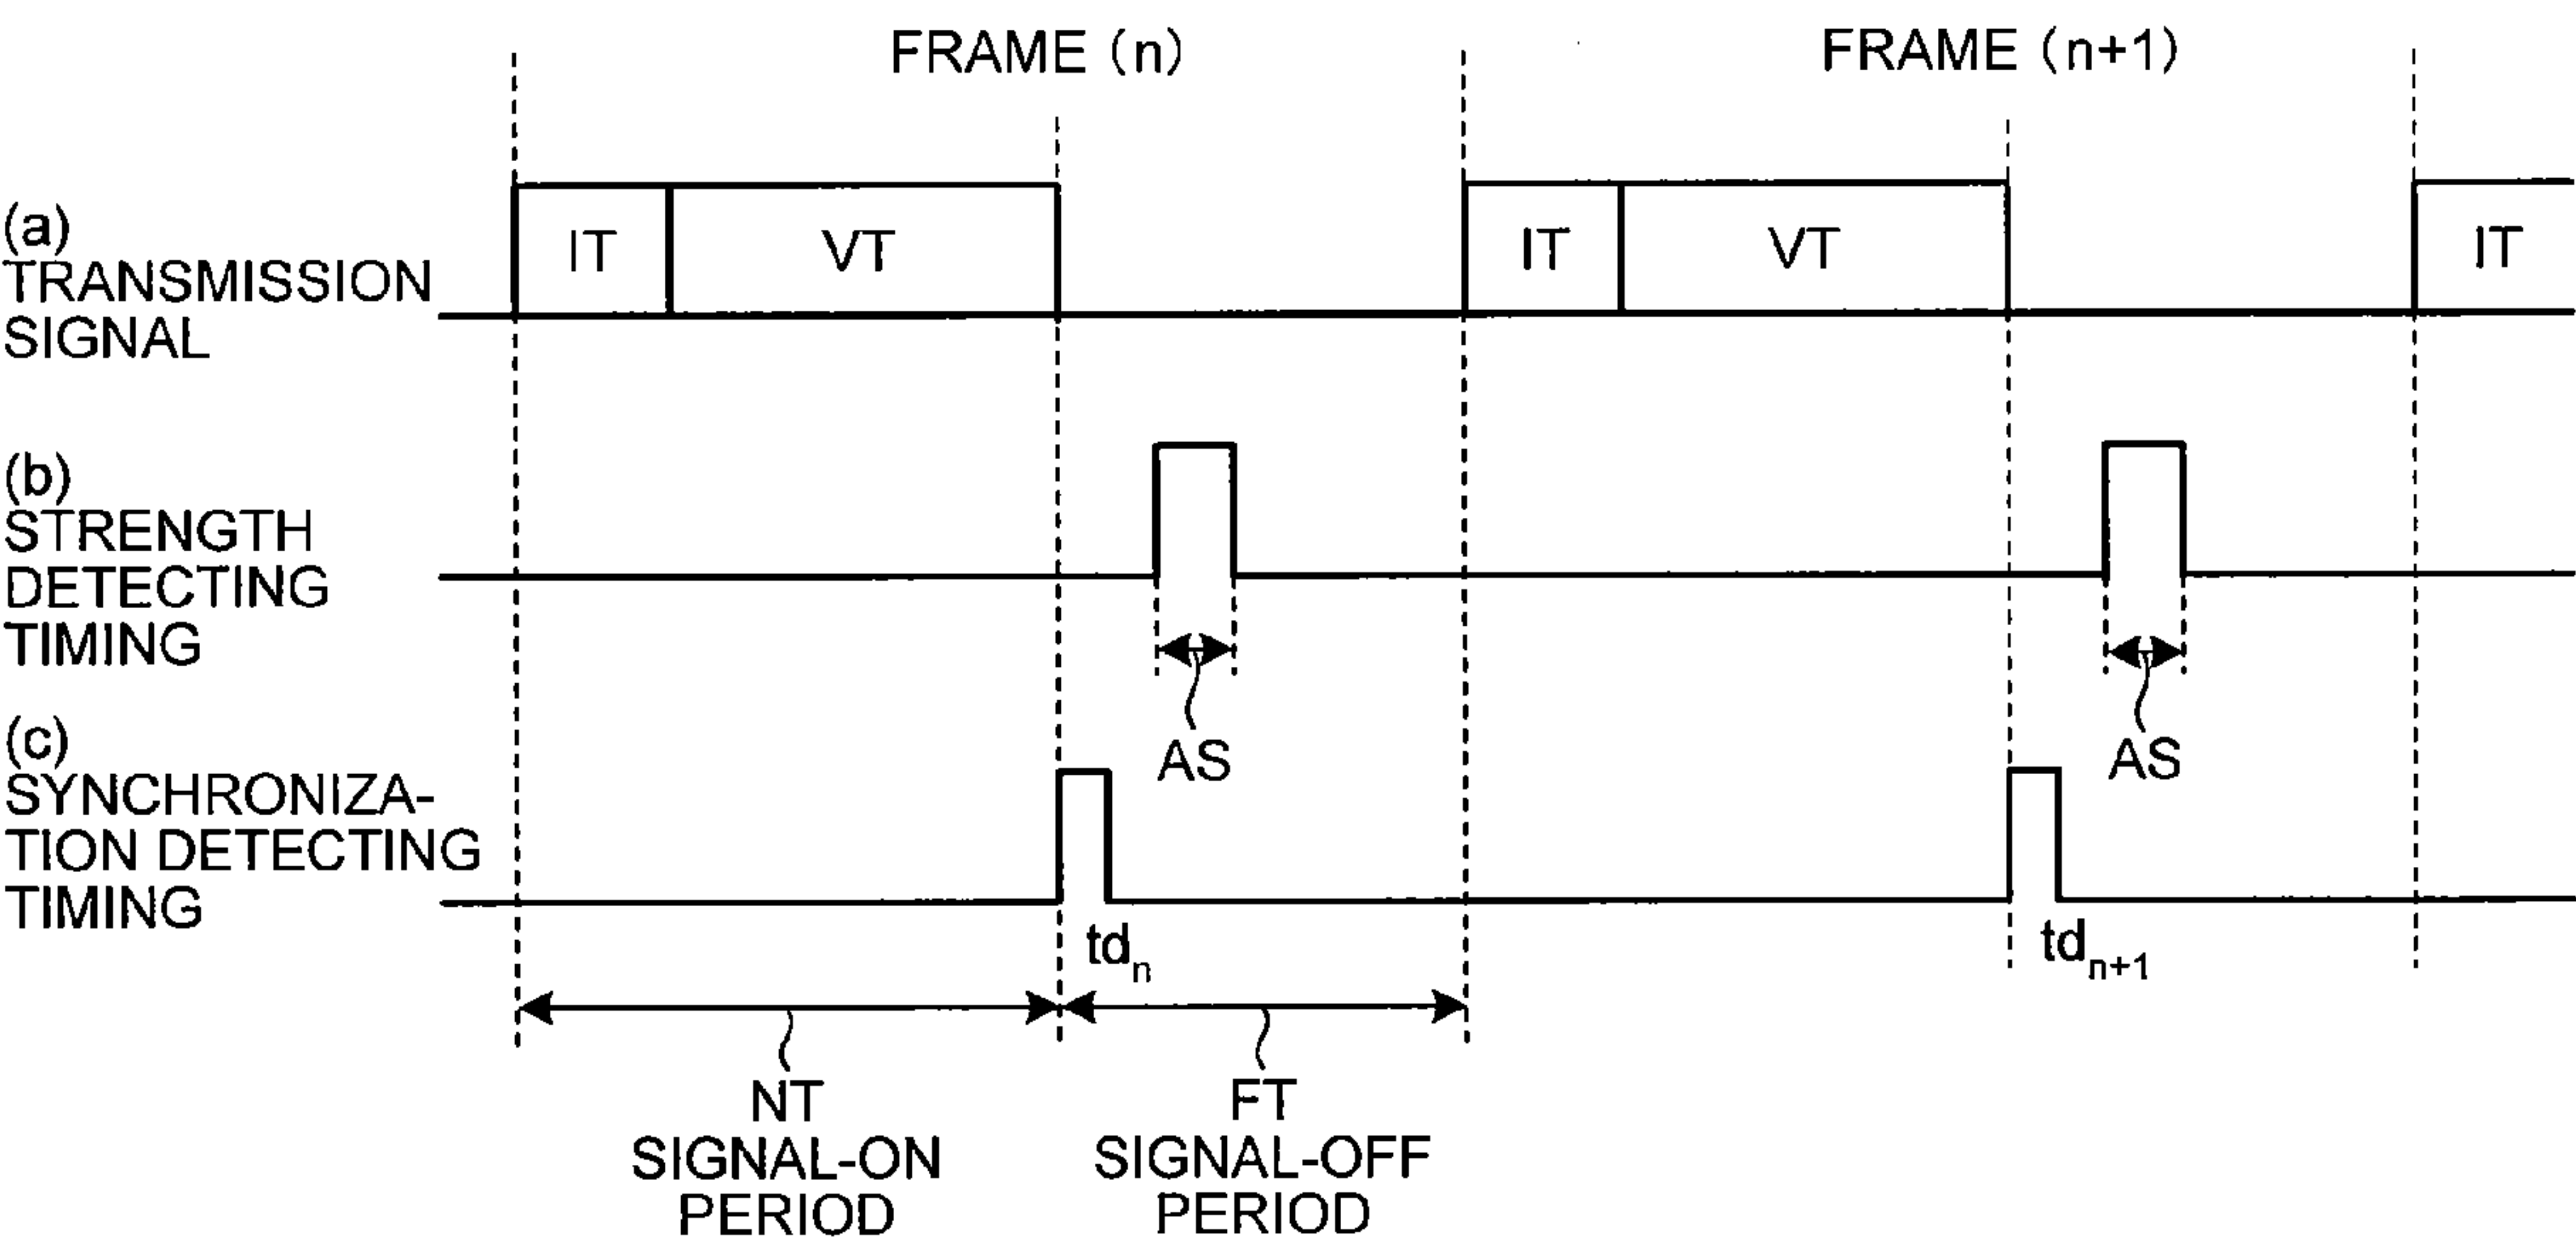 FRAME (n)
FRAME (n+1)
(a)
TRANSMISSION
SIGNAL
IT
VT
IT
VT
IT
(b)
STRENGTH
DETECTING
TIMING
AS
AS
(c)
SYNCHRONIZA-
TION DETECTING
TIMING
tdn
tdn+1
NT
SIGNAL-ON
PERIOD
FT
SIGNAL-OFF
PERIOD